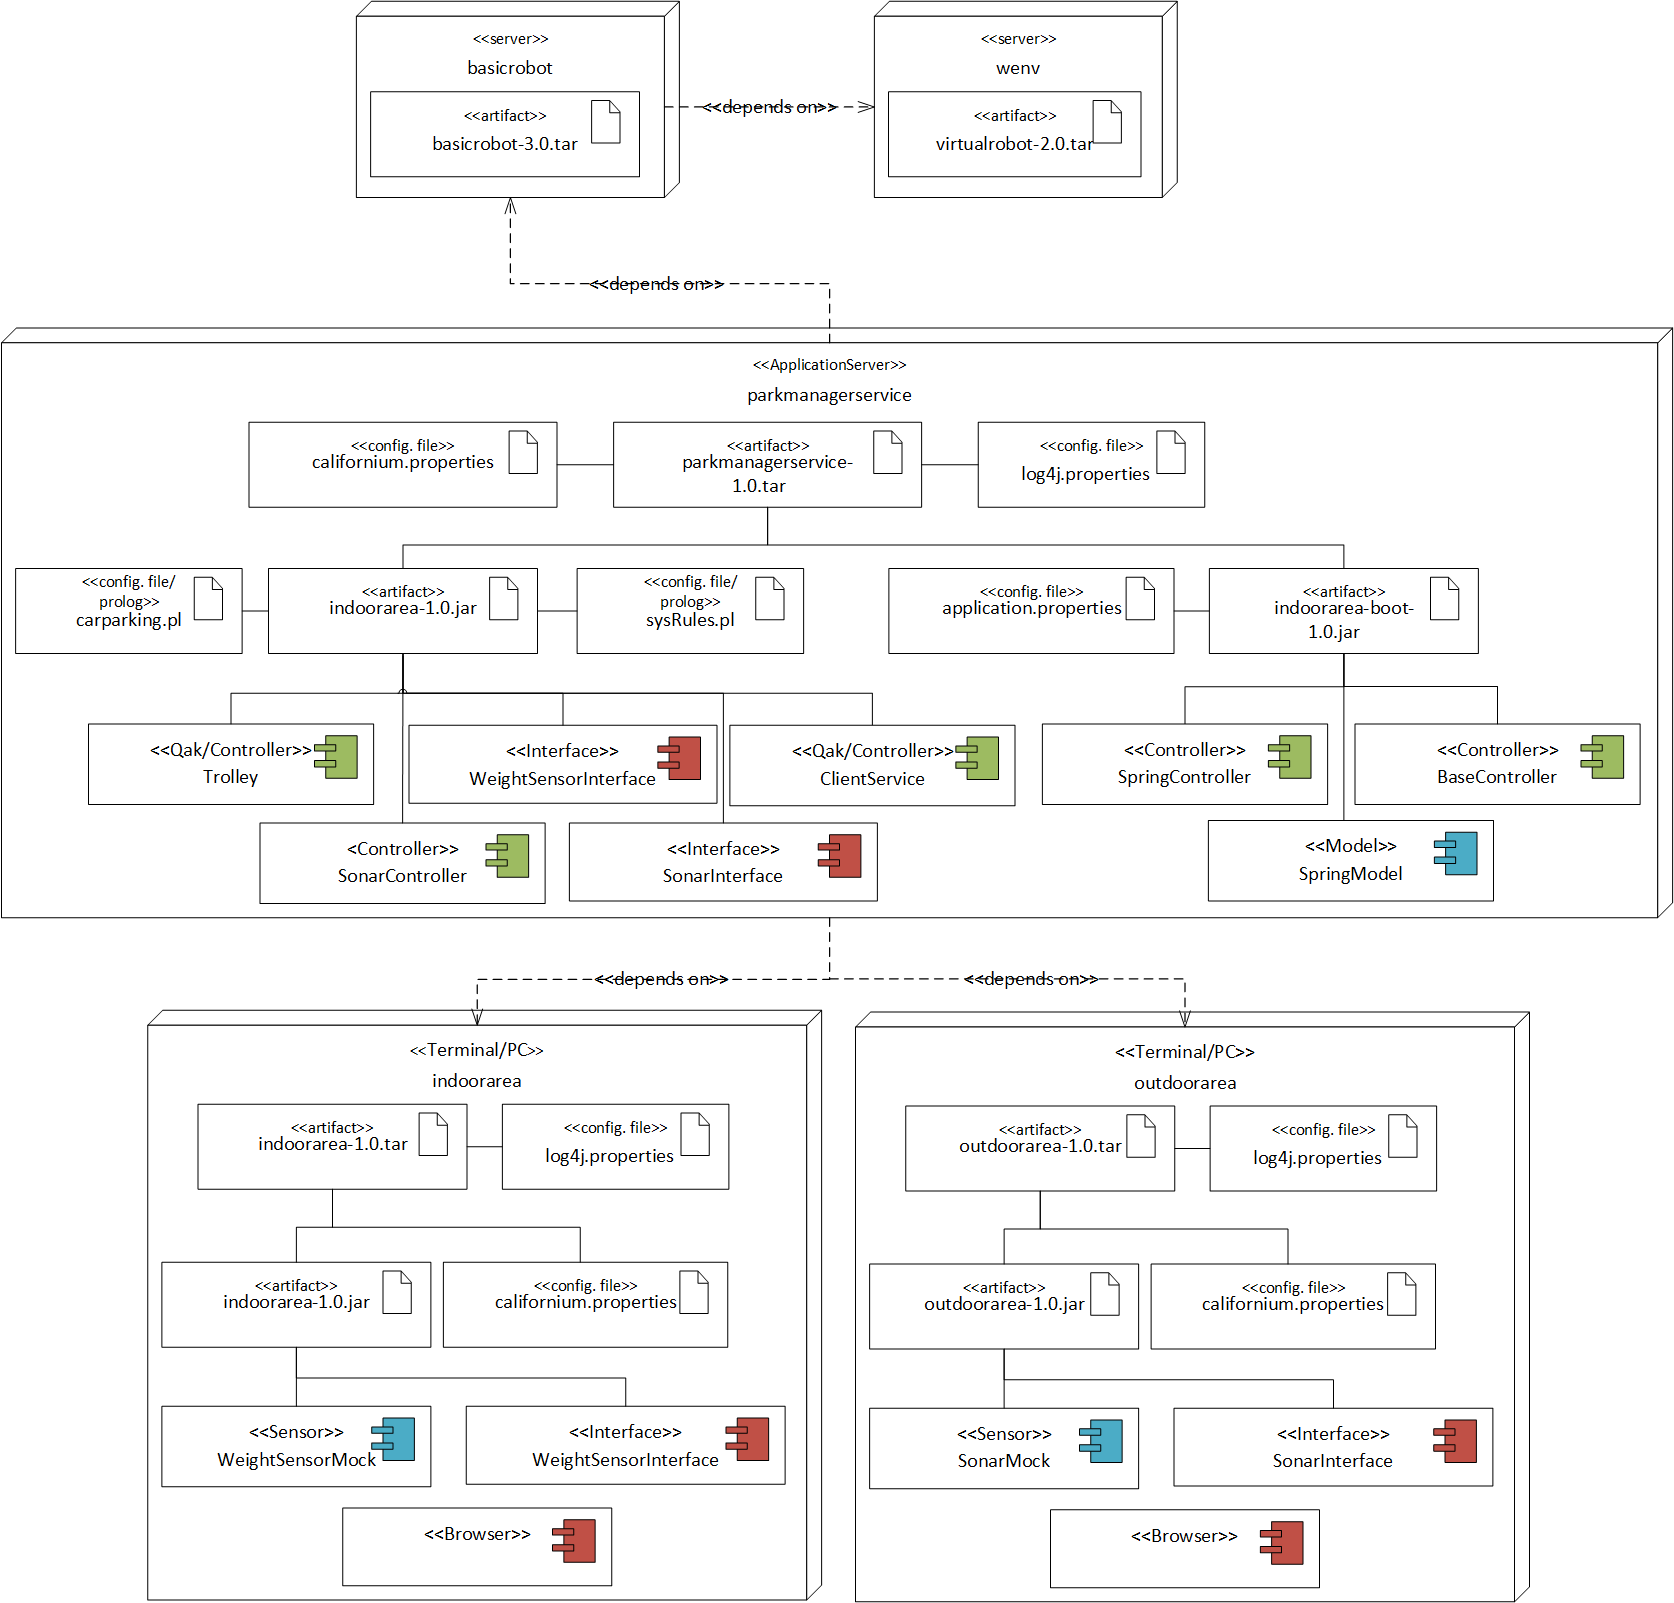 <<server>>
basicrobot
<<artifact>>
basicrobot-3.0.tar
<<depends on>>
<<server>>
wenv
<<artifact>>
virtualrobot-2.0.tar
<<depends on>>
<<ApplicationServer>>
parkmanagerservice
<<config. file>>
californium.properties
<<artifact>>
parkmanagerservice-
1.0.tar
<<config. file>>
log4j.properties
<<config. file/
prolog>>
carparking.pl
<<artifact>>
indoorarea-1.0.jar
<<config. file/
prolog>>
sysRules.pl
<<config. file>>
application.properties
<<artifact>>
indoorarea-boot-
1.0.jar
<<Qak/Controller>>
Trolley
<<Interface>>
WeightSensorInterface
<<Qak/Controller>>
ClientService
<<Controller>>
SpringController
<<Controller>>
BaseController
<Controller>>
SonarController
<<Interface>>
SonarInterface
<<Model>>
SpringModel
<<depends on>>
<<depends on>>
<<Terminal/PC>>
indoorarea
<<artifact>>
indoorarea-1.0.tar
<<config. file>>
log4j.properties
<<artifact>>
indoorarea-1.0.jar
<<config. file>>
californium.properties
<<Sensor>>
WeightSensorMock
<<Interface>>
WeightSensorInterface
<<Browser>>
<<Terminal/PC>>
outdoorarea
<<artifact>>
outdoorarea-1.0.tar
<<config. file>>
log4j.properties
<<artifact>>
outdoorarea-1.0.jar
<<config. file>>
californium.properties
<<Sensor>>
SonarMock
<<Interface>>
SonarInterface
<<Browser>>